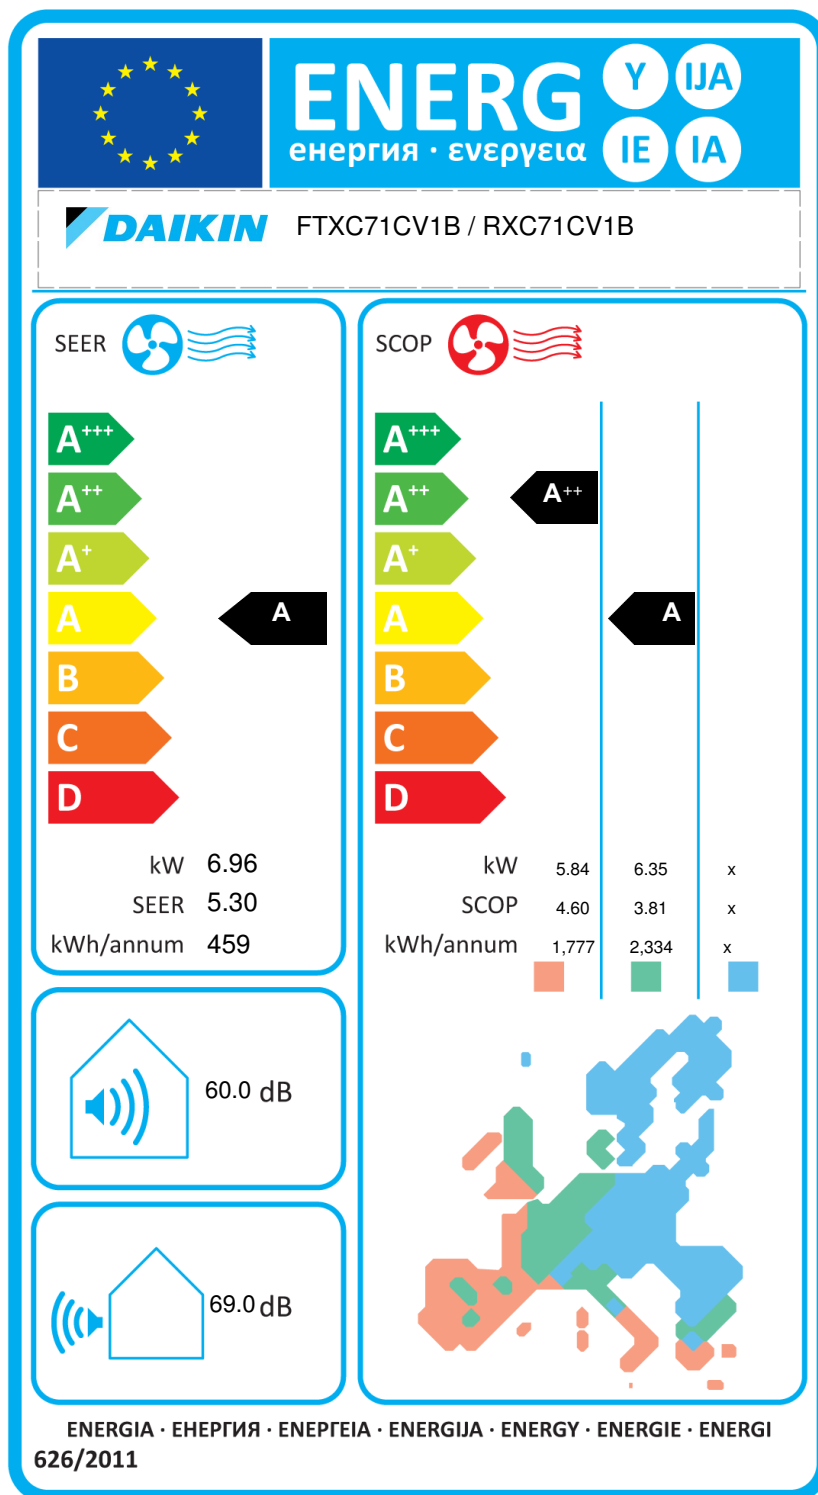 ENERG
енергия · ενεργεια
Y IJA
IE IA
DAIKIN FTXC71CV1B / RXC71CV1B
SEER
A+++
A++
A+
A
B
C
D
A
kW 6.96
SEER 5.30
kWh/annum 459
SCOP
A+++
A++
A+
A
B
C
D
A++
A
kW 5.84 6.35 x
SCOP 4.60 3.81 x
kWh/annum 1,777 2,334 x
60.0 dB
69.0 dB
ENERGIA · ЕНЕРГИЯ · ΕΝΕΡΓΕΙΑ · ENERGIJA · ENERGY · ENERGIE · ENERGI
626/2011